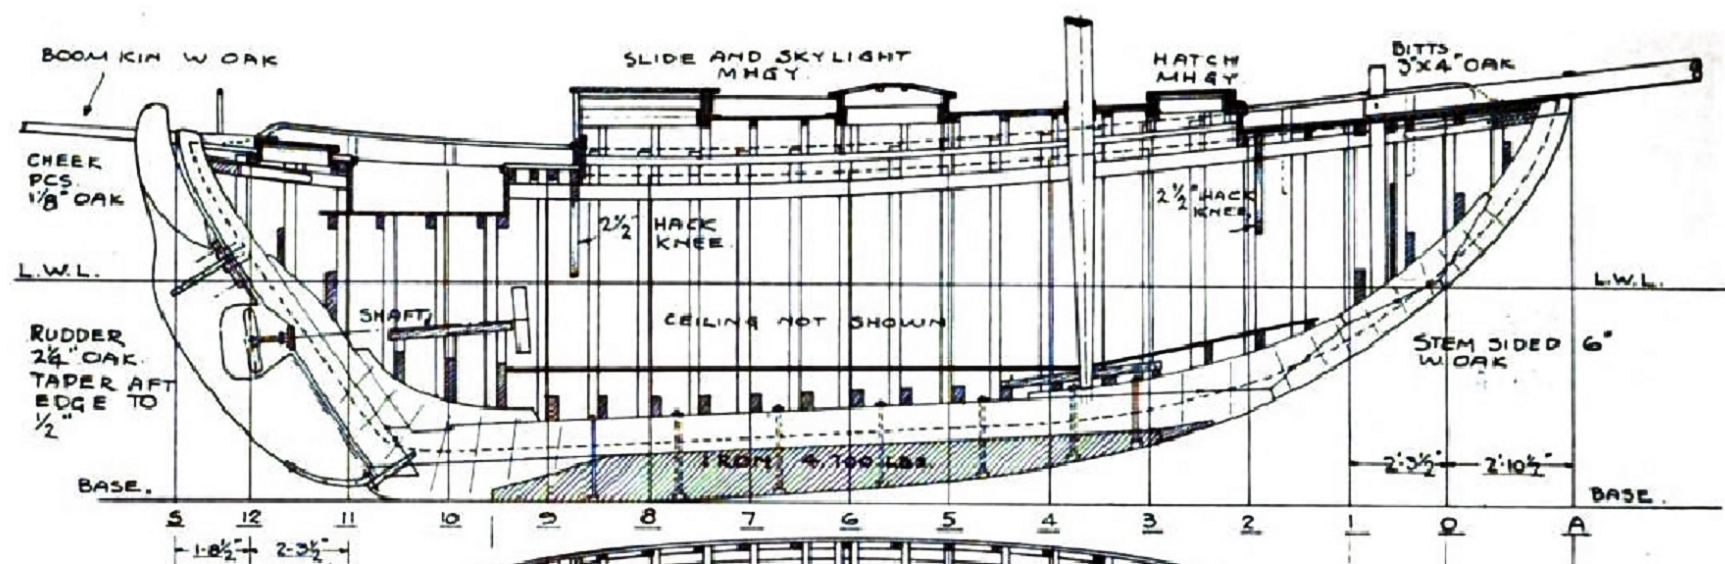 BOOMKIN W OAK
SLIDE AND SKYLIGHT
MHGY.
HATCH
MHGY.
BITTS
3"X4" OAK
CHEEK
PCS.
1⅛" OAK
2½" HACK
KNEE.
2½" HACK
KNEE
L.W.L.
L.W.L.
SHAFT
CEILING NOT SHOWN
RUDDER
2¼" OAK.
TAPER AFT
EDGE TO
½"
STEM SIDED 6"
W OAK
IRON 4,700 LBS.
2'-3½"
2'-10½"
BASE.
BASE.
S 12 11 10 9 8 7 6 5 4 3 2 1 0 A
1-8½"
2-3½"